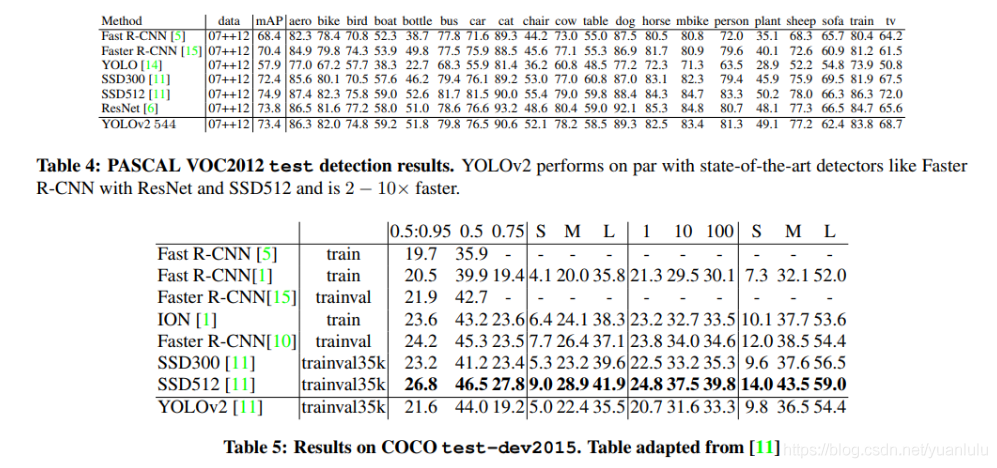 Method data mAP aero bike bird boat bottle bus car cat chair cow table dog horse mbike person plant sheep sofa train tv
Fast R-CNN [5] 07++12 68.4 82.3 78.4 70.8 52.3 38.7 77.8 71.6 89.3 44.2 73.0 55.0 87.5 80.5 80.8 72.0 35.1 68.3 65.7 80.4 64.2
Faster R-CNN [15] 07++12 70.4 84.9 79.8 74.3 53.9 49.8 77.5 75.9 88.5 45.6 77.1 55.3 86.9 81.7 80.9 79.6 40.1 72.6 60.9 81.2 61.5
YOLO [14] 07++12 57.9 77.0 67.2 57.7 38.3 22.7 68.3 55.9 81.4 36.2 60.8 48.5 77.2 72.3 71.3 63.5 28.9 52.2 54.8 73.9 50.8
SSD300 [11] 07++12 72.4 85.6 80.1 70.5 57.6 46.2 79.4 76.1 89.2 53.0 77.0 60.8 87.0 83.1 82.3 79.4 45.9 75.9 69.5 81.9 67.5
SSD512 [11] 07++12 74.9 87.4 82.3 75.8 59.0 52.6 81.7 81.5 90.0 55.4 79.0 59.8 88.4 84.3 84.7 83.3 50.2 78.0 66.3 86.3 72.0
ResNet [6] 07++12 73.8 86.5 81.6 77.2 58.0 51.0 78.6 76.6 93.2 48.6 80.4 59.0 92.1 85.3 84.8 80.7 48.1 77.3 66.5 84.7 65.6
YOLOv2 544 07++12 73.4 86.3 82.0 74.8 59.2 51.8 79.8 76.5 90.6 52.1 78.2 58.5 89.3 82.5 83.4 81.3 49.1 77.2 62.4 83.8 68.7
Table 4: PASCAL VOC2012 test detection results. YOLOv2 performs on par with state-of-the-art detectors like Faster
R-CNN with ResNet and SSD512 and is 2 − 10× faster.
0.5:0.95 0.5 0.75 S M L 1 10 100 S M L
Fast R-CNN [5] train 19.7 35.9 - - - - - - - - - -
Fast R-CNN[1] train 20.5 39.9 19.4 4.1 20.0 35.8 21.3 29.5 30.1 7.3 32.1 52.0
Faster R-CNN[15] trainval 21.9 42.7 - - - - - - - - - -
ION [1] train 23.6 43.2 23.6 6.4 24.1 38.3 23.2 32.7 33.5 10.1 37.7 53.6
Faster R-CNN[10] trainval 24.2 45.3 23.5 7.7 26.4 37.1 23.8 34.0 34.6 12.0 38.5 54.4
SSD300 [11] trainval35k 23.2 41.2 23.4 5.3 23.2 39.6 22.5 33.2 35.3 9.6 37.6 56.5
SSD512 [11] trainval35k 26.8 46.5 27.8 9.0 28.9 41.9 24.8 37.5 39.8 14.0 43.5 59.0
YOLOv2 [11] trainval35k 21.6 44.0 19.2 5.0 22.4 35.5 20.7 31.6 33.3 9.8 36.5 54.4
Table 5: Results on COCO test-dev2015. Table adapted from [11]
https://blog.csdn.net/yuanlulu